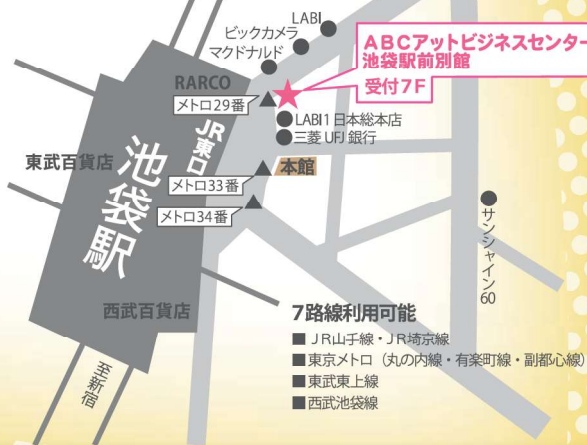 LABI
ビックカメラ
マクドナルド
ABCアットビジネスセンター
池袋駅前別館
受付7F
RARCO
メトロ29番
LABI1 日本総本店
三菱UFJ銀行
JR東口
東武百貨店
池袋駅
本館
メトロ33番
メトロ34番
サンシャイン60
西武百貨店
7路線利用可能
■ JR山手線・JR埼京線
■ 東京メトロ（丸の内線・有楽町線・副都心線）
■ 東武東上線
■ 西武池袋線
至新宿